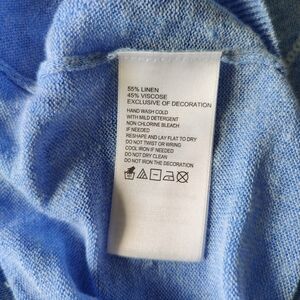 55% LINEN
45% VISCOSE
EXCLUSIVE OF DECORATION
HAND WASH COLD
WITH MILD DETERGENT
NON CHLORINE BLEACH
IF NEEDED
RESHAPE AND LAY FLAT TO DRY
DO NOT TWIST OR WRING
COOL IRON IF NEEDED
DO NOT DRY CLEAN
DO NOT IRON THE DECORATION